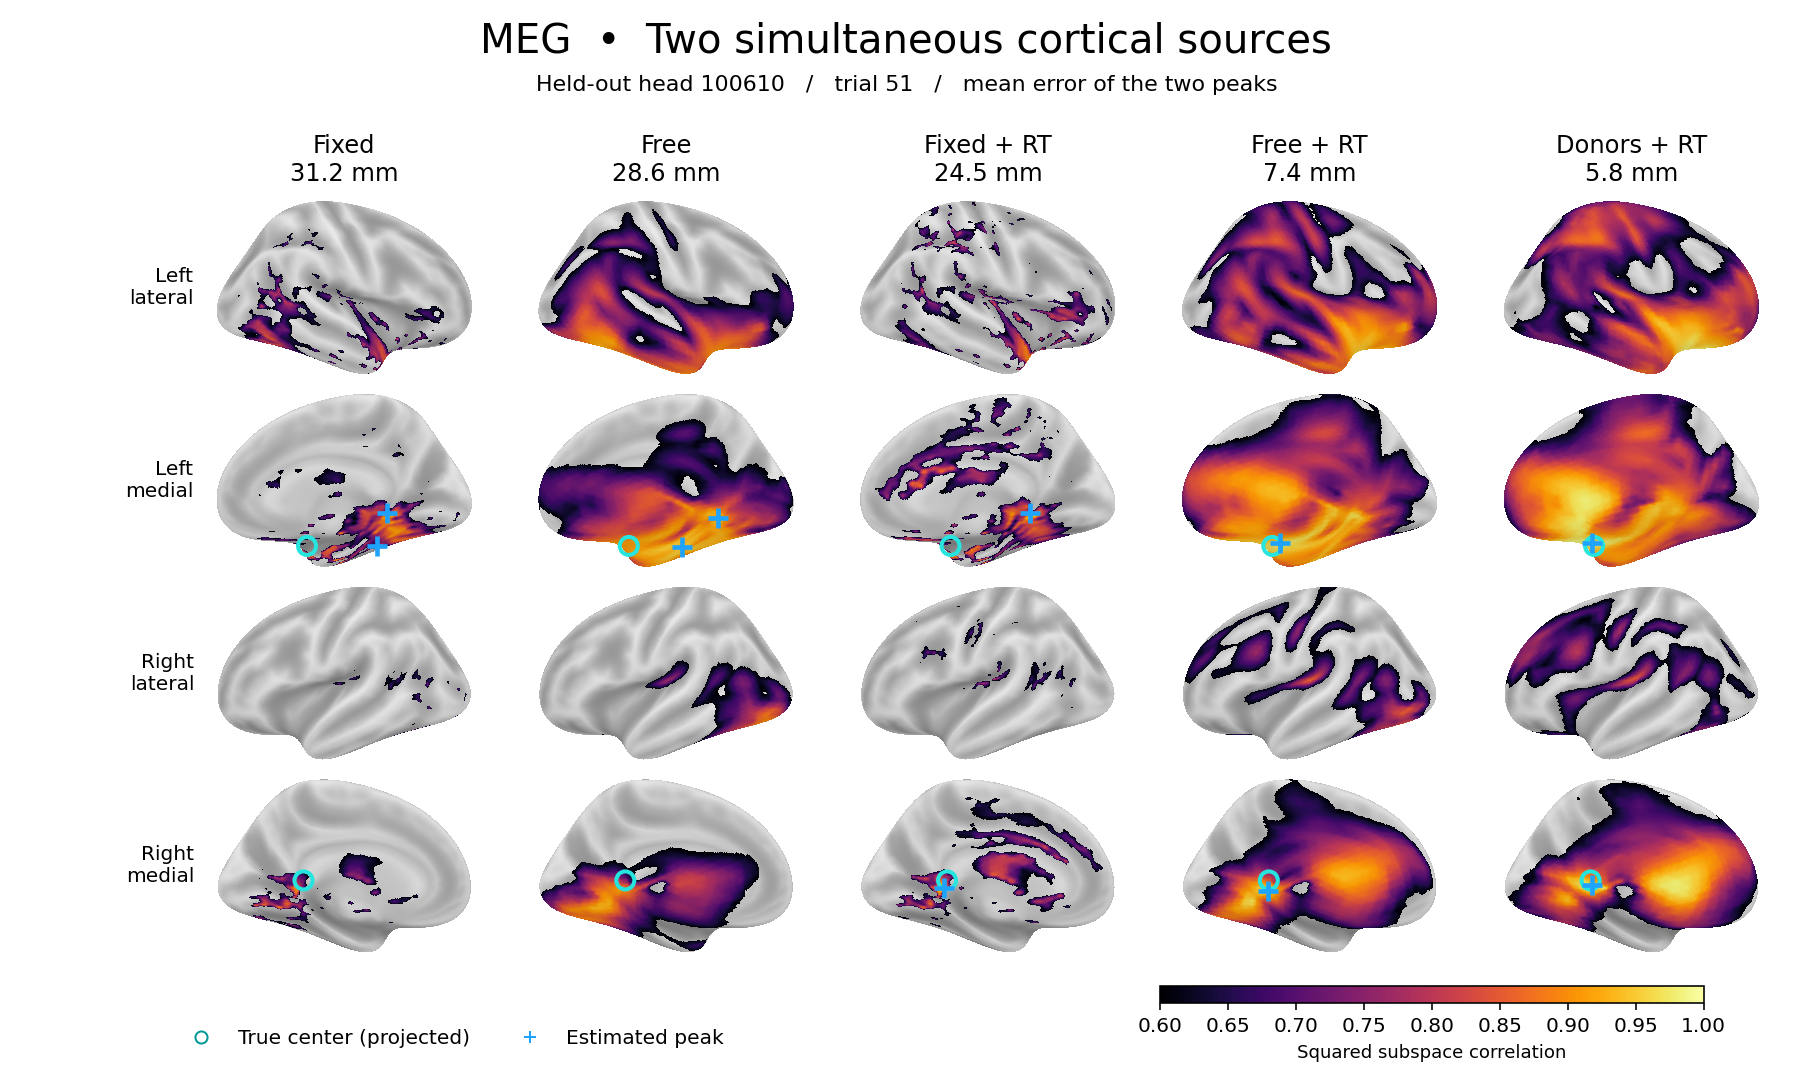 MEG • Two simultaneous cortical sources
Held-out head 100610 / trial 51 / mean error of the two peaks
Fixed
31.2 mm
Free
28.6 mm
Fixed + RT
24.5 mm
Free + RT
7.4 mm
Donors + RT
5.8 mm
Left
lateral
Left
medial
Right
lateral
Right
medial
True center (projected)
Estimated peak
0.60 0.65 0.70 0.75 0.80 0.85 0.90 0.95 1.00
Squared subspace correlation